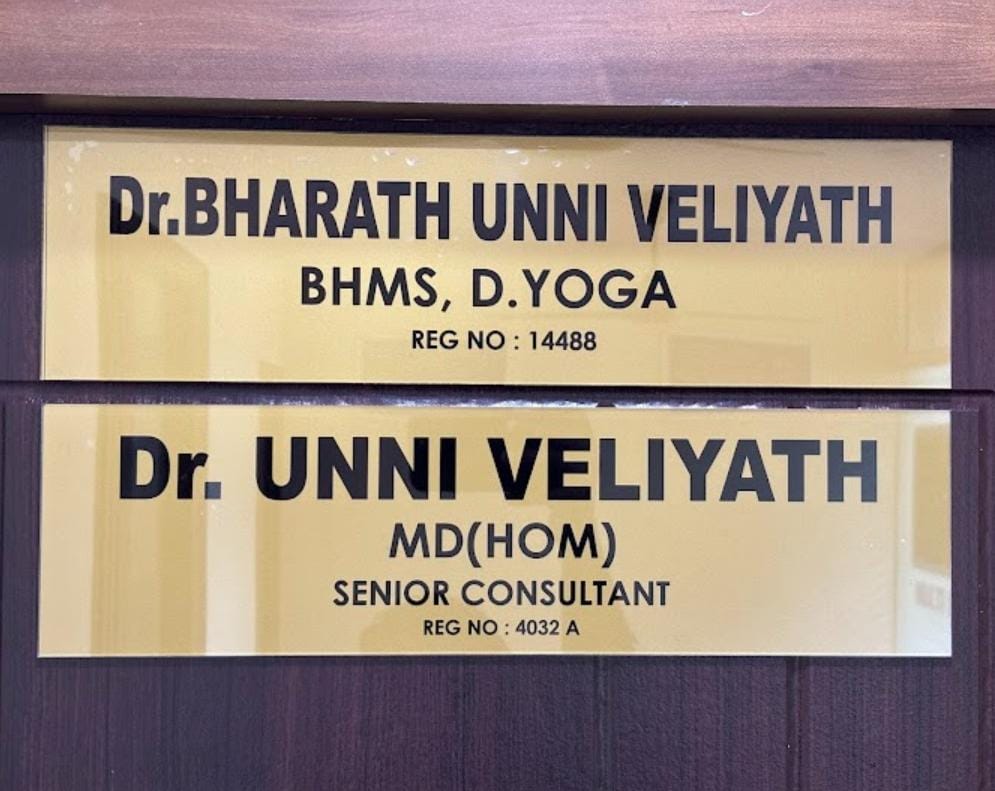 Dr.BHARATH UNNI VELIYATH
BHMS, D.YOGA
REG NO : 14488
Dr. UNNI VELIYATH
MD(HOM)
SENIOR CONSULTANT
REG NO : 4032 A